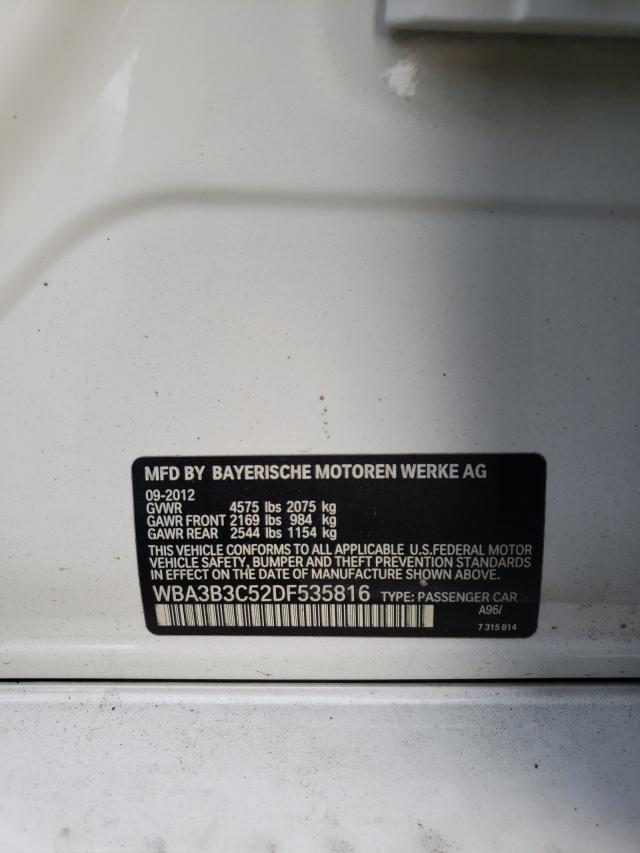 MFD BY BAYERISCHE MOTOREN WERKE AG
09-2012
GVWR 4575 lbs 2075 kg
GAWR FRONT 2169 lbs 984 kg
GAWR REAR 2544 lbs 1154 kg
THIS VEHICLE CONFORMS TO ALL APPLICABLE U.S.FEDERAL MOTOR
VEHICLE SAFETY, BUMPER AND THEFT PREVENTION STANDARDS
IN EFFECT ON THE DATE OF MANUFACTURE SHOWN ABOVE.
WBA3B3C52DF535816 TYPE: PASSENGER CAR
A96/
7 315 814